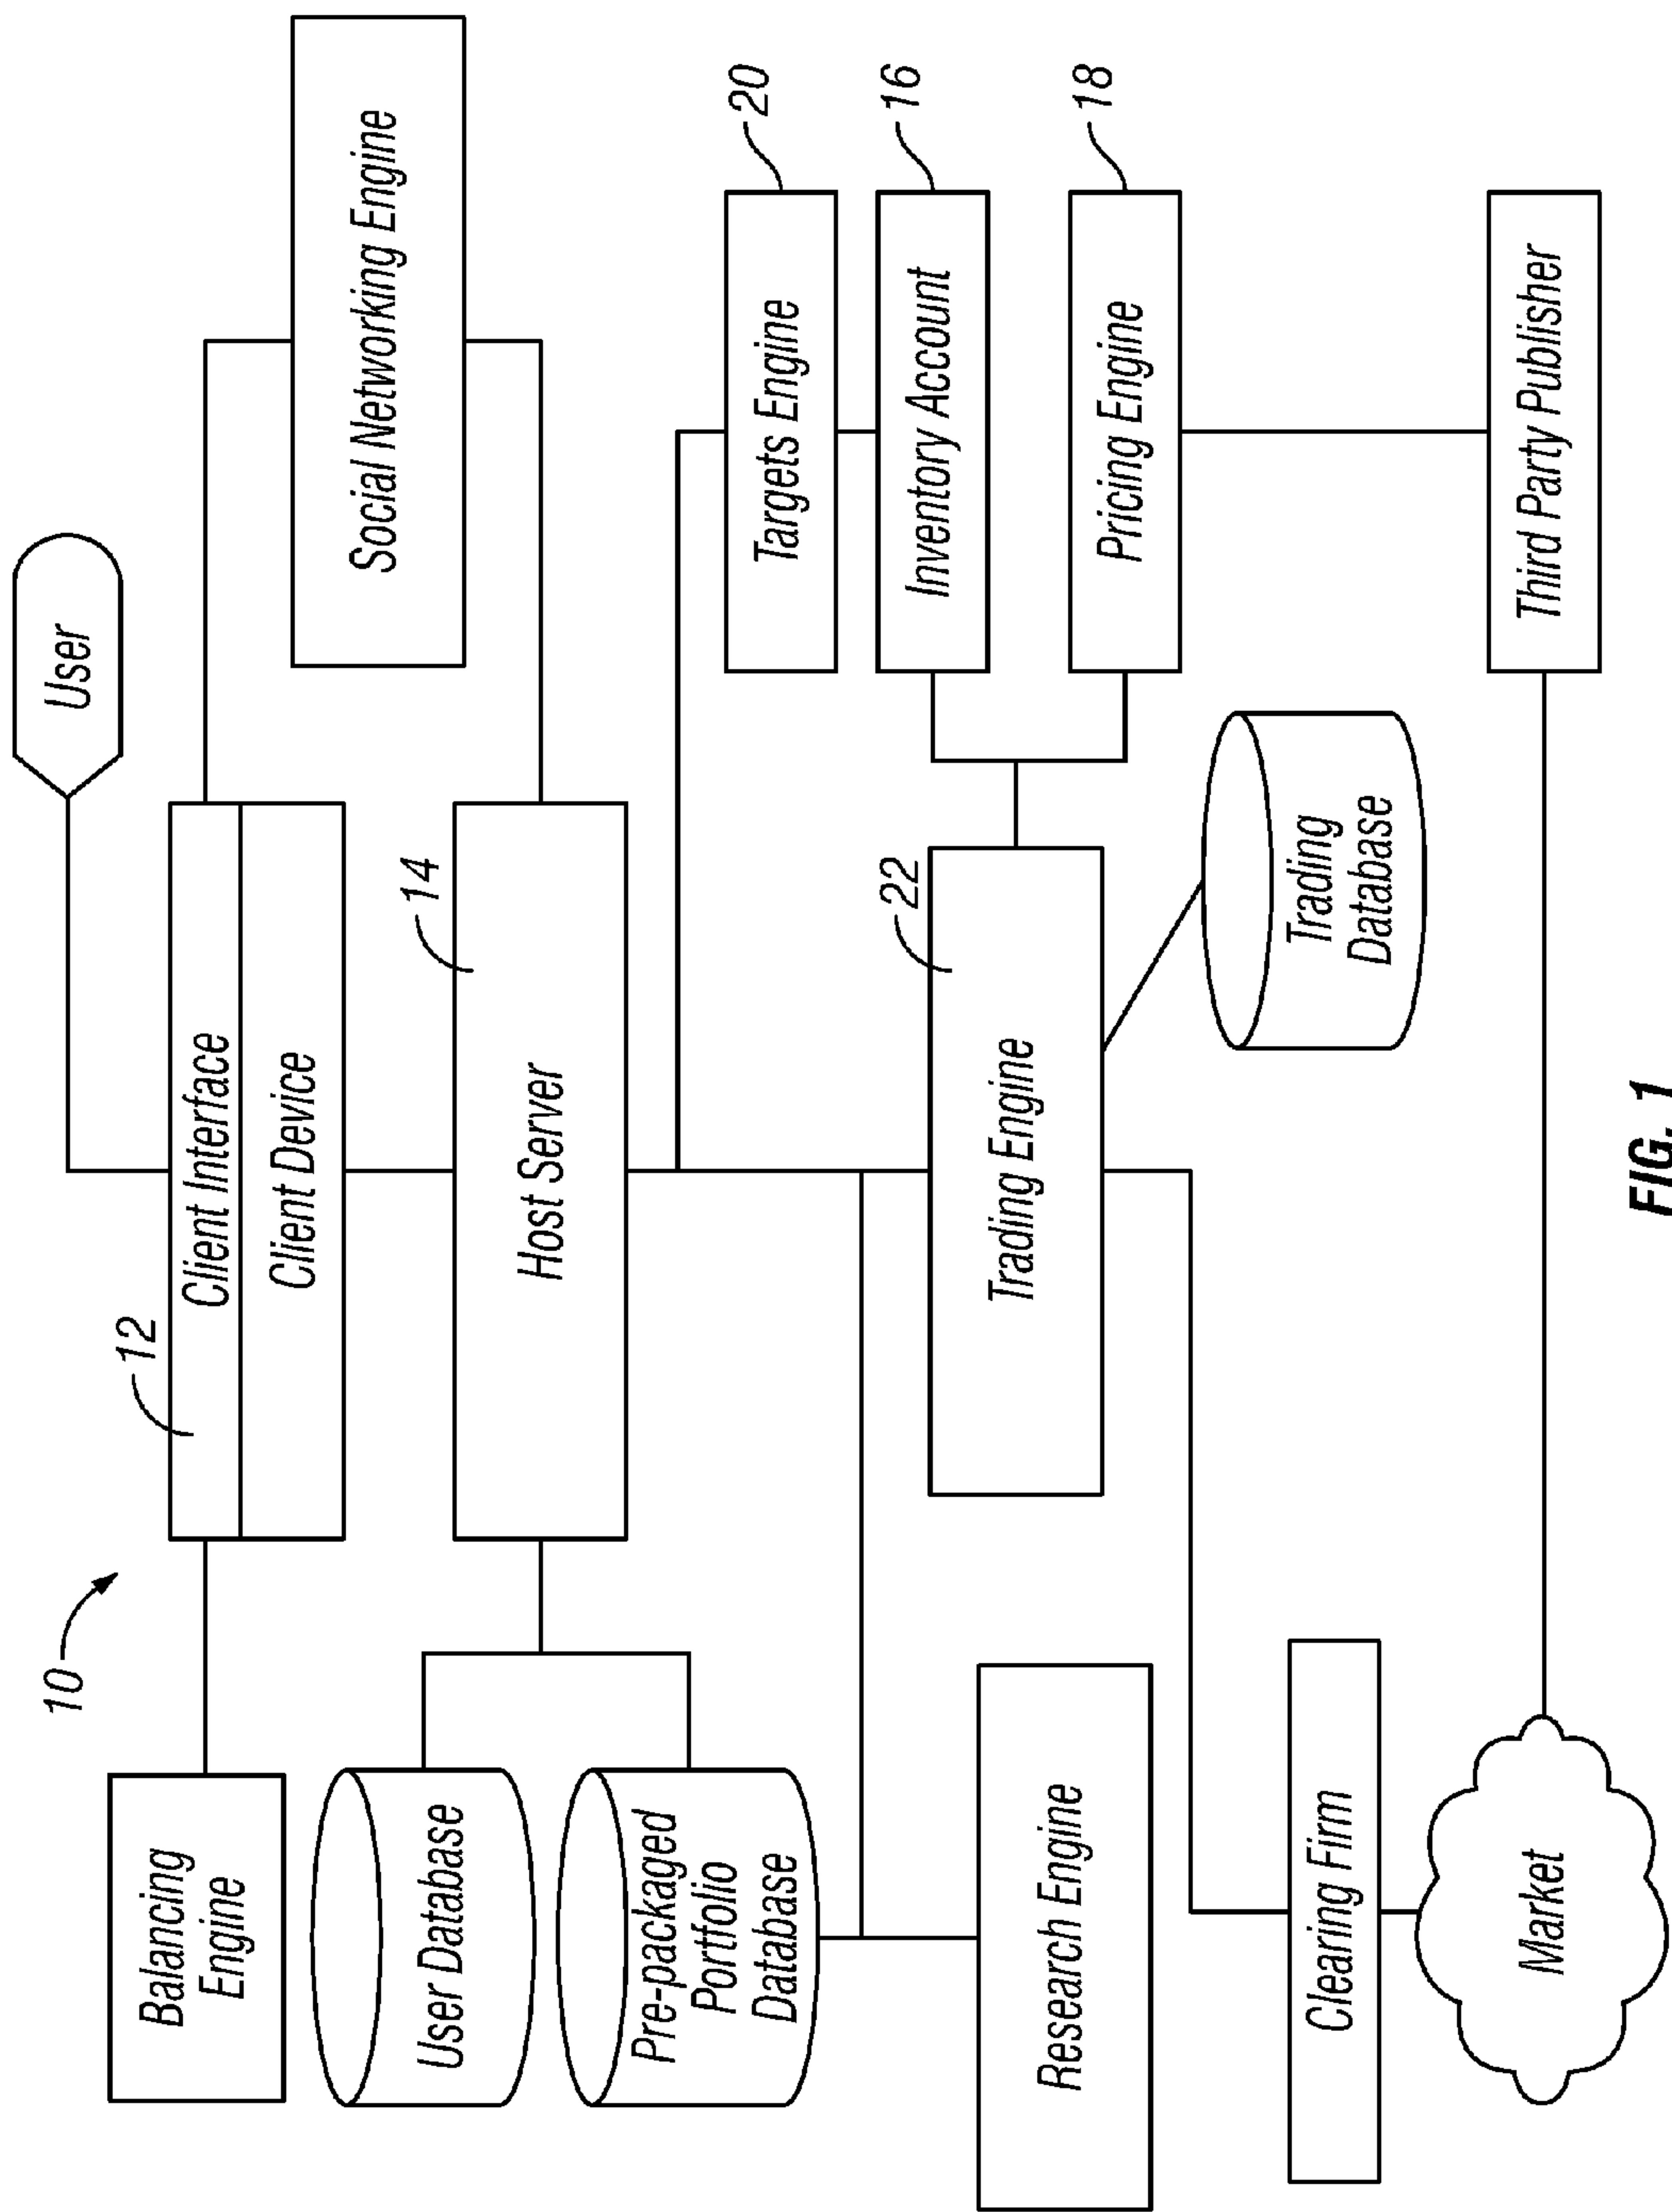 10
User
12
Balancing
Engine
Client Interface
Client Device
Social Networking Engine
14
User Database
Host Server
Pre-packaged
Portfolio
Database
20
Targets Engine
22
16
Inventory Account
Trading Engine
Research Engine
18
Pricing Engine
Trading
Database
Clearing Firm
Market
Third Party Publisher
FIG. 1